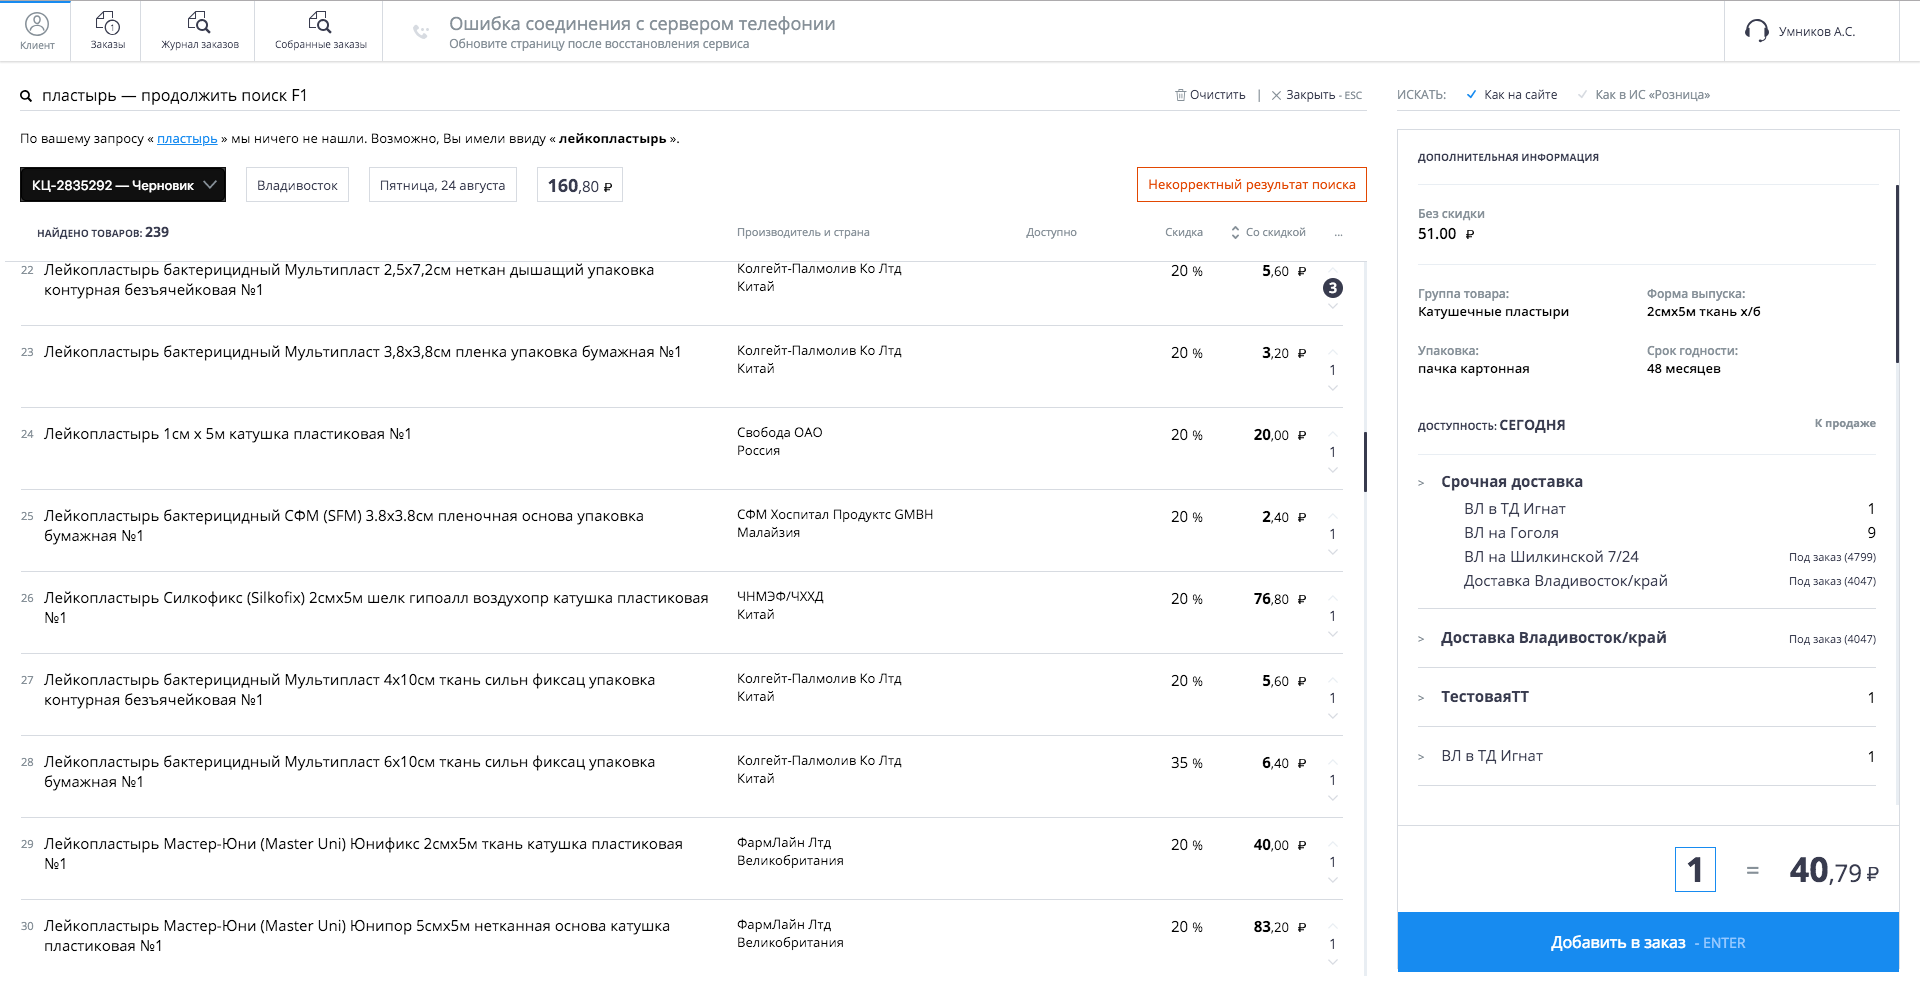 Клиент
Заказы
1
Журнал заказов
Собранные заказы
Ошибка соединения с сервером телефонии
Обновите страницу после восстановления сервиса
Умников А.С.
пластырь — продолжить поиск F1
Очистить | Закрыть - ESC
ИСКАТЬ: Как на сайте Как в ИС «Розница»
По вашему запросу « пластырь » мы ничего не нашли. Возможно, Вы имели ввиду « лейкопластырь ».
КЦ-2835292 — Черновик
Владивосток
Пятница, 24 августа
160,80 ₽
Некорректный результат поиска
НАЙДЕНО ТОВАРОВ: 239
Производитель и страна
Доступно
Скидка
Со скидкой
...
22 Лейкопластырь бактерицидный Мультипласт 2,5х7,2см неткан дышащий упаковка
контурная безъячейковая №1
Колгейт-Палмолив Ко Лтд
Китай
20 %
5,60 ₽
3
23 Лейкопластырь бактерицидный Мультипласт 3,8х3,8см пленка упаковка бумажная №1
Колгейт-Палмолив Ко Лтд
Китай
20 %
3,20 ₽
1
24 Лейкопластырь 1см х 5м катушка пластиковая №1
Свобода ОАО
Россия
20 %
20,00 ₽
1
25 Лейкопластырь бактерицидный СФМ (SFM) 3.8х3.8см пленочная основа упаковка
бумажная №1
СФМ Хоспитал Продуктс GMBH
Малайзия
20 %
2,40 ₽
1
26 Лейкопластырь Силкофикс (Silkofix) 2смх5м шелк гипоалл воздухопр катушка пластиковая
№1
ЧНМЭФ/ЧХХД
Китай
20 %
76,80 ₽
1
27 Лейкопластырь бактерицидный Мультипласт 4х10см ткань сильн фиксац упаковка
контурная безъячейковая №1
Колгейт-Палмолив Ко Лтд
Китай
20 %
5,60 ₽
1
28 Лейкопластырь бактерицидный Мультипласт 6х10см ткань сильн фиксац упаковка
бумажная №1
Колгейт-Палмолив Ко Лтд
Китай
35 %
6,40 ₽
1
29 Лейкопластырь Мастер-Юни (Master Uni) Юнификс 2смх5м ткань катушка пластиковая
№1
ФармЛайн Лтд
Великобритания
20 %
40,00 ₽
1
30 Лейкопластырь Мастер-Юни (Master Uni) Юнипор 5смх5м нетканная основа катушка
пластиковая №1
ФармЛайн Лтд
Великобритания
20 %
83,20 ₽
1
ДОПОЛНИТЕЛЬНАЯ ИНФОРМАЦИЯ
Без скидки
51.00 ₽
Группа товара:
Катушечные пластыри
Форма выпуска:
2смх5м ткань х/б
Упаковка:
пачка картонная
Срок годности:
48 месяцев
ДОСТУПНОСТЬ: СЕГОДНЯ
К продаже
> Срочная доставка
ВЛ в ТД Игнат 1
ВЛ на Гоголя 9
ВЛ на Шилкинской 7/24 Под заказ (4799)
Доставка Владивосток/край Под заказ (4047)
> Доставка Владивосток/край Под заказ (4047)
> ТестоваяТТ 1
> ВЛ в ТД Игнат 1
1 = 40,79 ₽
Добавить в заказ - ENTER